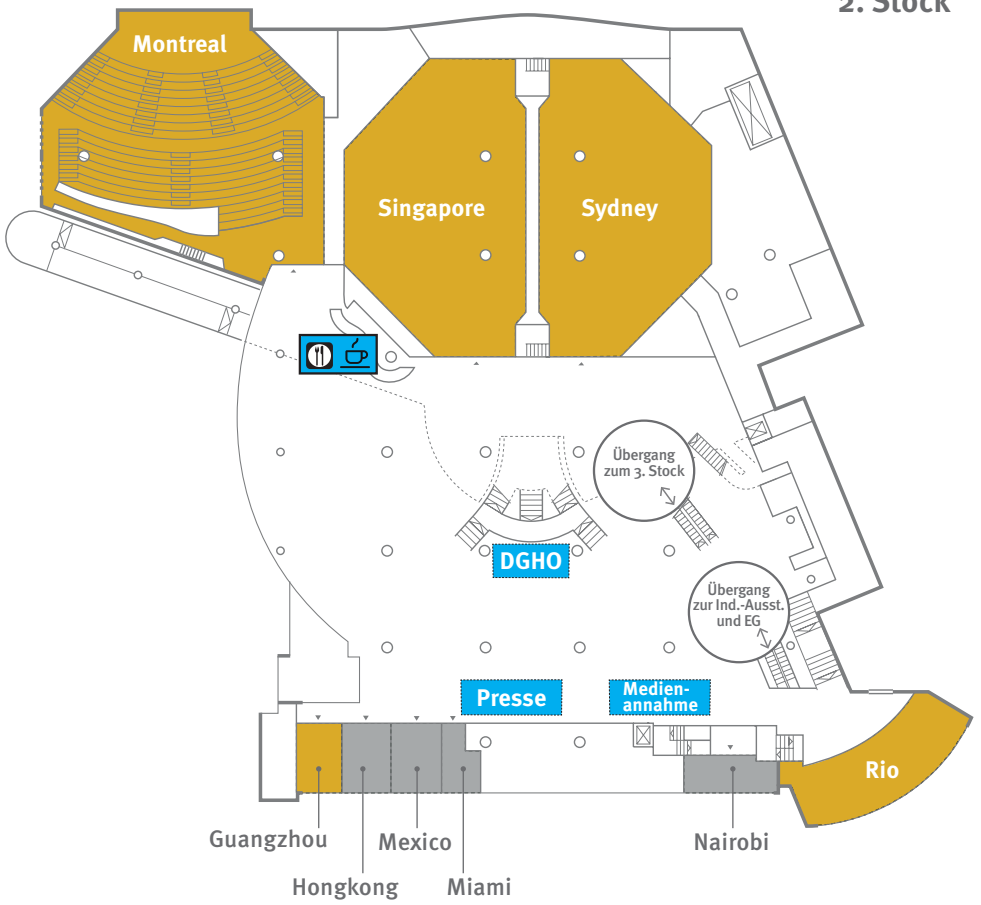 2. Stock
Montreal
Singapore
Sydney
Übergang
zum 3. Stock
DGHO
Übergang
zur Ind.-Ausst.
und EG
Presse
Medien-
annahme
Rio
Guangzhou
Mexico
Nairobi
Hongkong
Miami